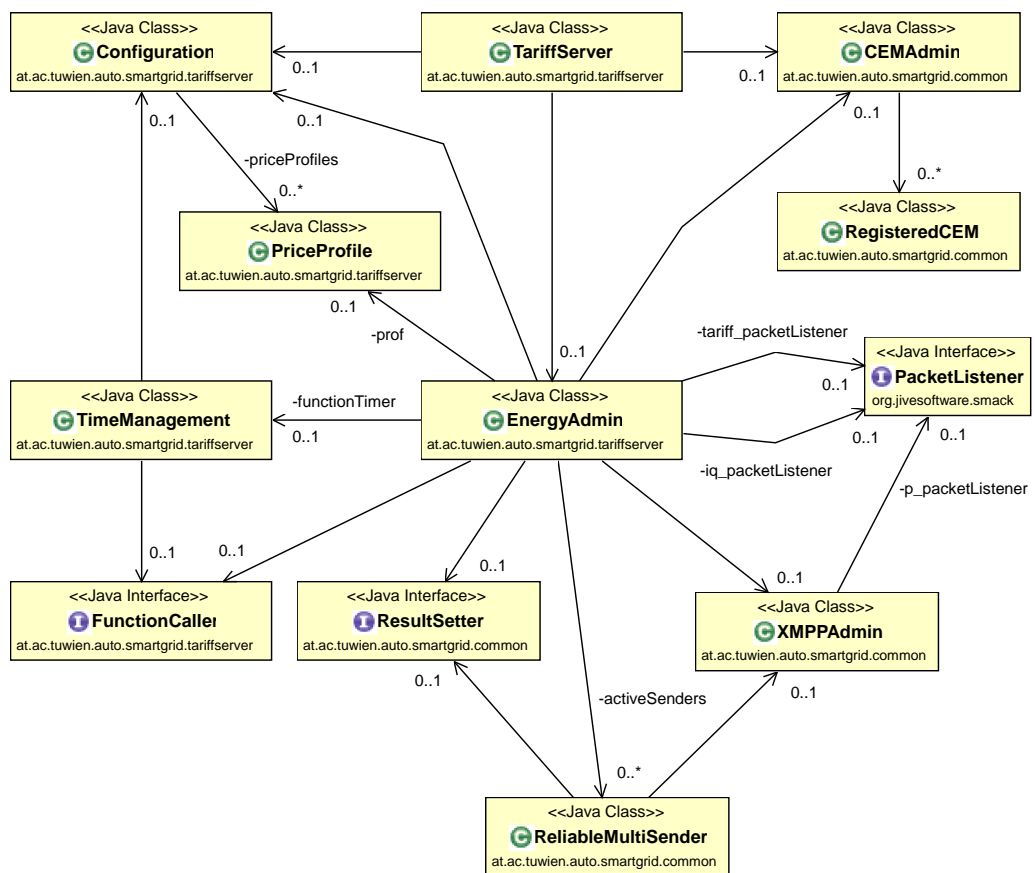 <<Java Class>>
Configuration
at.ac.tuwien.auto.smartgrid.tariffserver
<<Java Class>>
TariffServer
at.ac.tuwien.auto.smartgrid.tariffserver
<<Java Class>>
CEMAdmin
at.ac.tuwien.auto.smartgrid.common
0..1
0..1
0..1
0..1
0..1
-priceProfiles
0..*
0..*
<<Java Class>>
PriceProfile
at.ac.tuwien.auto.smartgrid.tariffserver
<<Java Class>>
RegisteredCEM
at.ac.tuwien.auto.smartgrid.common
0..1
-prof
0..1
-tariff_packetListener
<<Java Interface>>
PacketListener
org.jivesoftware.smack
0..1
<<Java Class>>
TimeManagement
at.ac.tuwien.auto.smartgrid.tariffserver
-functionTimer
0..1
<<Java Class>>
EnergyAdmin
at.ac.tuwien.auto.smartgrid.tariffserver
0..1
0..1
-iq_packetListener
-p_packetListener
0..1
0..1
0..1
0..1
<<Java Interface>>
FunctionCaller
at.ac.tuwien.auto.smartgrid.tariffserver
<<Java Interface>>
ResultSetter
at.ac.tuwien.auto.smartgrid.common
<<Java Class>>
XMPPAdmin
at.ac.tuwien.auto.smartgrid.common
0..1
-activeSenders
0..1
0..*
<<Java Class>>
ReliableMultiSender
at.ac.tuwien.auto.smartgrid.common